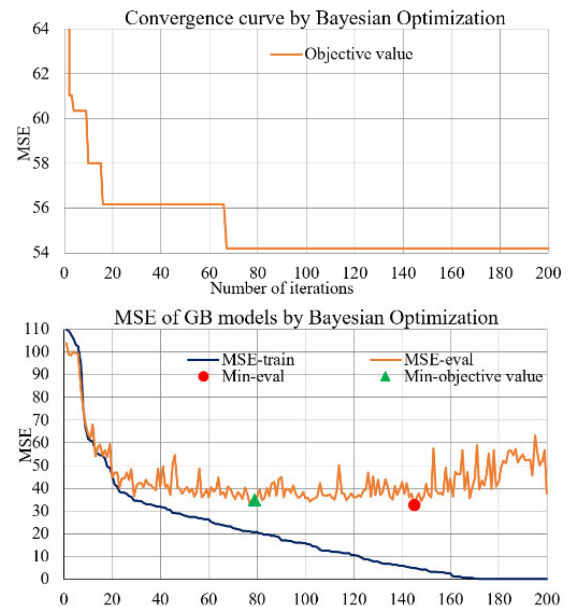 Convergence curve by Bayesian Optimization
64
Objective value
62
60
MSE
58
56
54
0 20 40 60 80 100 120 140 160 180 200
Number of iterations
MSE of GB models by Bayesian Optimization
110
MSE-train MSE-eval
100
Min-eval Min-objective value
90
80
70
MSE
60
50
40
30
20
10
0
0 20 40 60 80 100 120 140 160 180 200